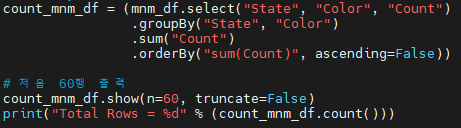 count_mnm_df = (mnm_df.select("State", "Color", "Count")
.groupBy("State", "Color")
.sum("Count")
.orderBy("sum(Count)", ascending=False))
# 처음 60행 출력
count_mnm_df.show(n=60, truncate=False)
print("Total Rows = %d" % (count_mnm_df.count()))